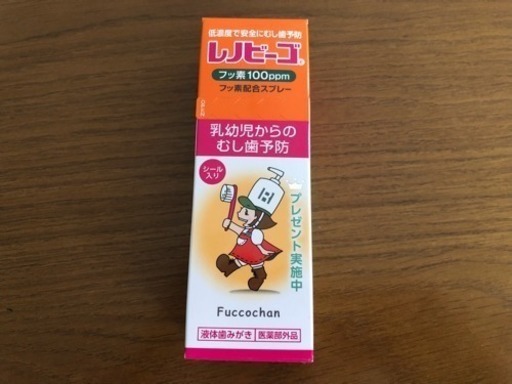 低濃度で安全にむし歯予防
レノビーゴ
フッ素100ppm
フッ素配合スプレー
乳幼児からの
むし歯予防
シール
入り
プレゼント実施中
Fuccochan
液体歯みがき 医薬部外品